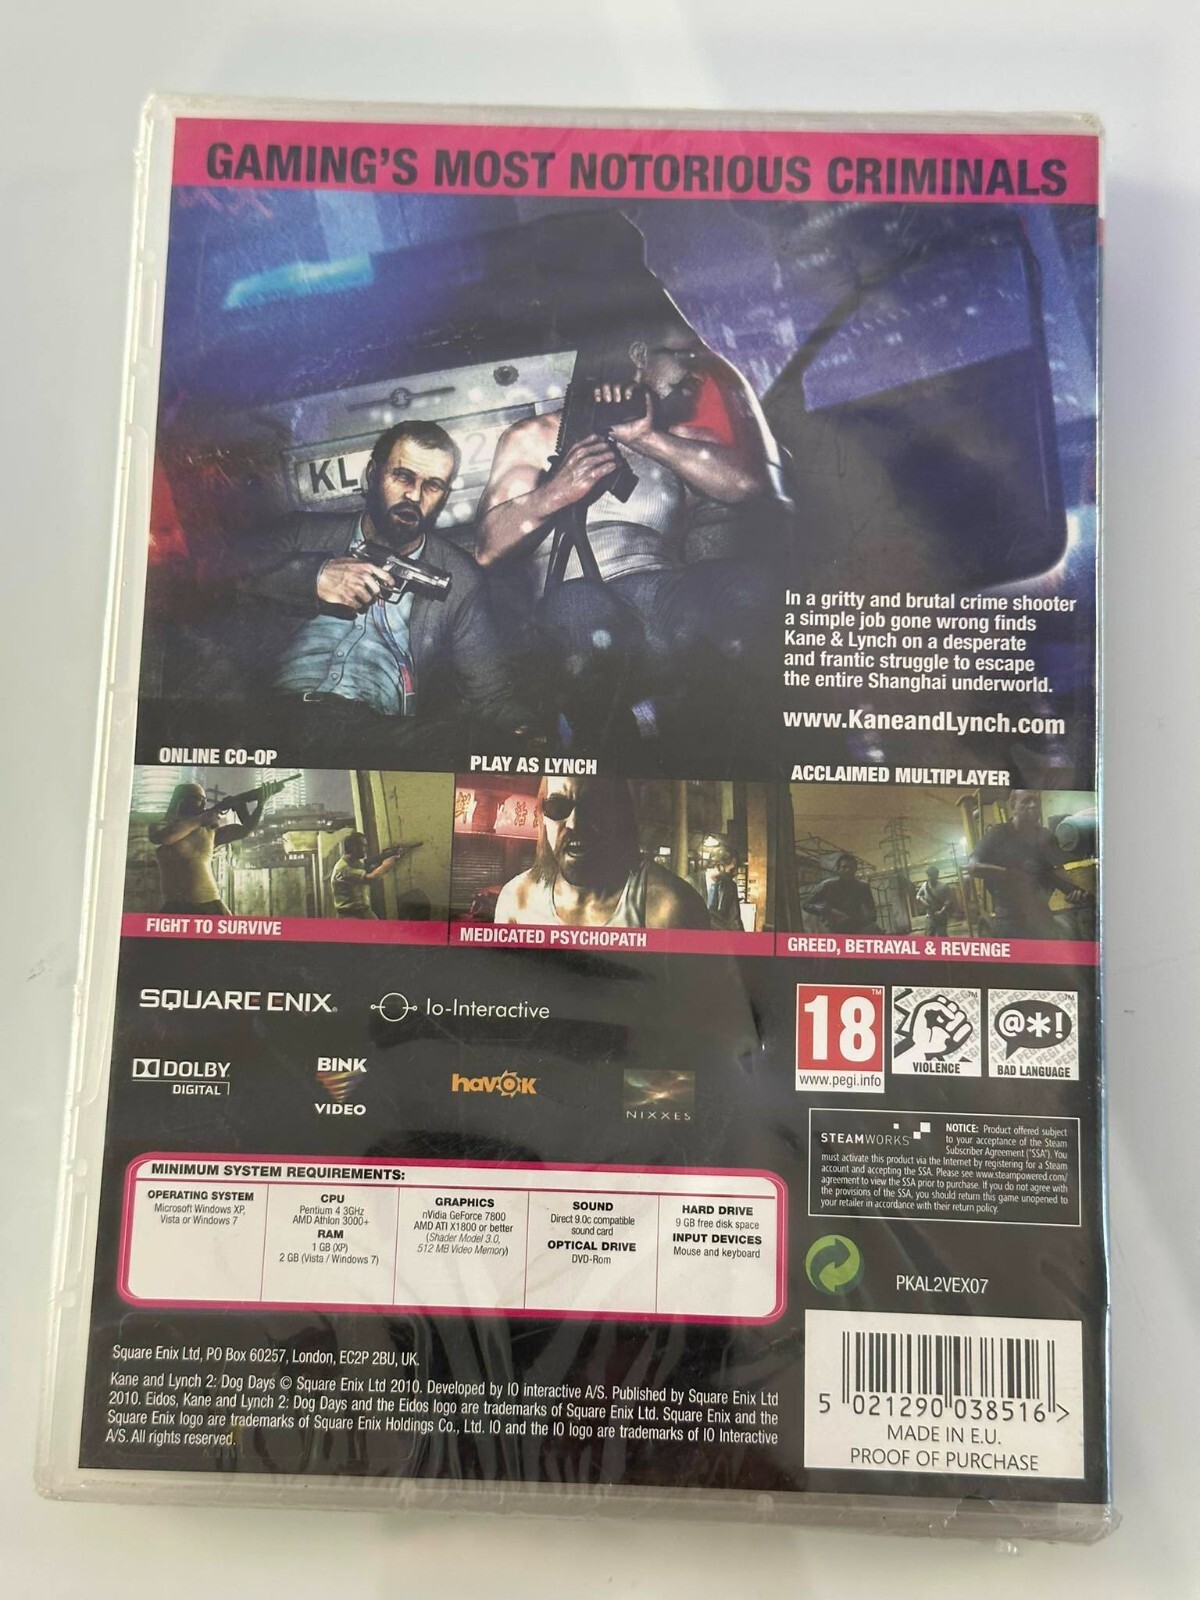 GAMING'S MOST NOTORIOUS CRIMINALS
KL
2
In a gritty and brutal crime shooter
a simple job gone wrong finds
Kane & Lynch on a desperate
and frantic struggle to escape
the entire Shanghai underworld.
www.KaneandLynch.com
ONLINE CO-OP
FIGHT TO SURVIVE
PLAY AS LYNCH
MEDICATED PSYCHOPATH
ACCLAIMED MULTIPLAYER
GREED, BETRAYAL & REVENGE
SQUARE ENIX.
Io-Interactive
DOLBY
DIGITAL
BINK
VIDEO
havok
NIXXES
18™
www.pegi.info
VIOLENCE
@*!
BAD LANGUAGE
STEAMWORKS™
NOTICE: Product offered subject
to your acceptance of the Steam
Subscriber Agreement ("SSA"). You
must activate this product via the Internet by registering for a Steam
account and accepting the SSA. Please see www.steampowered.com/
agreement to view the SSA prior to purchase. If you do not agree with
the provisions of the SSA, you should return this game unopened to
your retailer in accordance with their return policy.
MINIMUM SYSTEM REQUIREMENTS:
OPERATING SYSTEM
Microsoft Windows XP,
Vista or Windows 7
CPU
Pentium 4 3GHz
AMD Athlon 3000+
RAM
1 GB (XP)
2 GB (Vista / Windows 7)
GRAPHICS
nVidia GeForce 7800
AMD ATI X1800 or better
(Shader Model 3.0,
512 MB Video Memory)
SOUND
Direct 9.0c compatible
sound card
OPTICAL DRIVE
DVD-Rom
HARD DRIVE
9 GB free disk space
INPUT DEVICES
Mouse and keyboard
PKAL2VEX07
Square Enix Ltd, PO Box 60257, London, EC2P 2BU, UK.
Kane and Lynch 2: Dog Days © Square Enix Ltd 2010. Developed by IO interactive A/S. Published by Square Enix Ltd
2010. Eidos, Kane and Lynch 2: Dog Days and the Eidos logo are trademarks of Square Enix Ltd. Square Enix and the
Square Enix logo are trademarks of Square Enix Holdings Co., Ltd. IO and the IO logo are trademarks of IO Interactive
A/S. All rights reserved.
5 021290 038516 >
MADE IN E.U.
PROOF OF PURCHASE